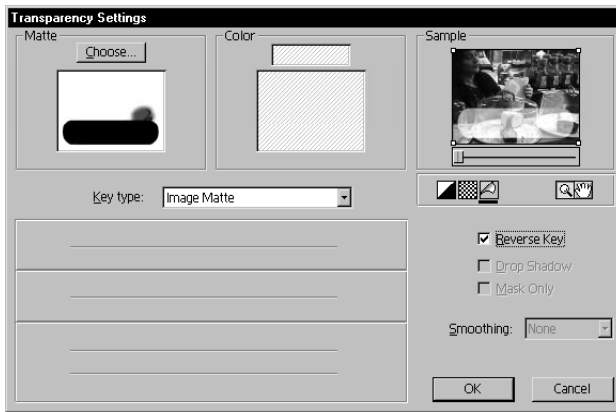 Transparency Settings
Matte
Choose...
Color
Sample
Key type:
Image Matte
Reverse Key
Drop Shadow
Mask Only
Smoothing:
None
OK
Cancel